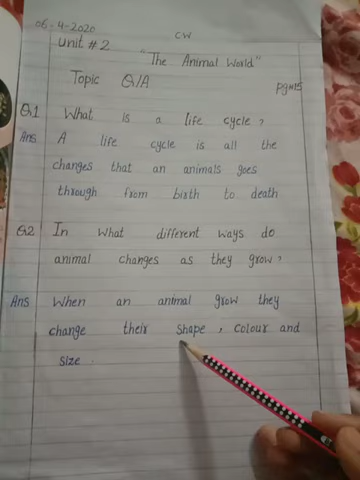 06-4-2020
CW
Unit # 2
"The Animal World"
Topic Q/A
Pg#15
Q.1 What is a life cycle?
Ans A life cycle is all the
changes that an animals goes
through from birth to death
Q2 In what different ways do
animal changes as they grow?
Ans When an animal grow they
change their shape, colour and
size.